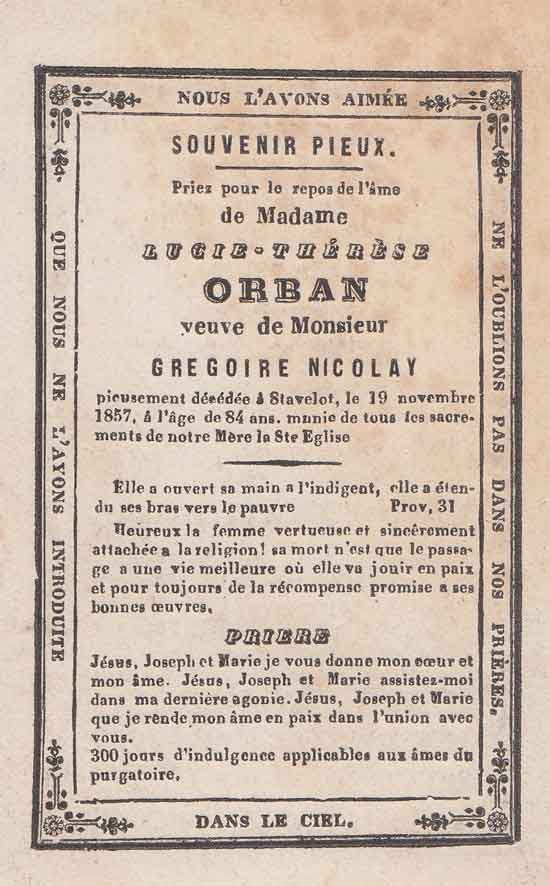 NOUS L'AVONS AIMÉE
NE L'OUBLIONS PAS DANS NOS PRIÈRES,
QUE NOUS NE L'AYONS INTRODUITE
DANS LE CIEL.
SOUVENIR PIEUX.
Priez pour le repos de l'âme
de Madame
LUCIE-THÉRÈSE
ORBAN
veuve de Monsieur
GREGOIRE NICOLAY
pieusement décédée à Stavelot, le 19 novembre
1857, à l'âge de 84 ans. munie de tous les sacre-
ments de notre Mère la Ste Eglise
Elle a ouvert sa main a l'indigent, elle a éten-
du ses bras vers le pauvre Prov, 31
Heureux la femme vertueuse et sincèrement
attachée a la religion! sa mort n'est que le passa-
ge a une vie meilleure où elle va jouir en paix
et pour toujours de la récompense promise a ses
bonnes œuvres,
PRIERE
Jésus, Joseph et Marie je vous donne mon cœur et
mon âme. Jésus, Joseph et Marie assistez-moi
dans ma dernière agonie. Jésus, Joseph et Marie
que je rende mon âme en paix dans l'union avec
vous.
300 jours d'indulgence applicables aux âmes du
purgatoire,